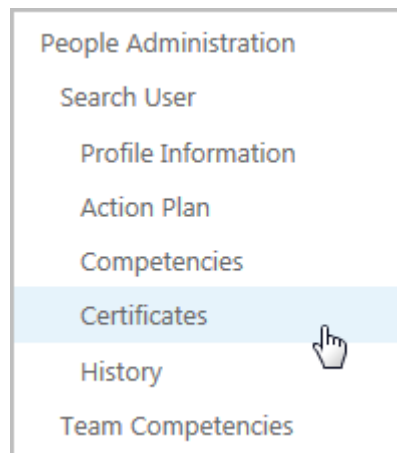 People Administration
Search User
Profile Information
Action Plan
Competencies
Certificates
History
Team Competencies